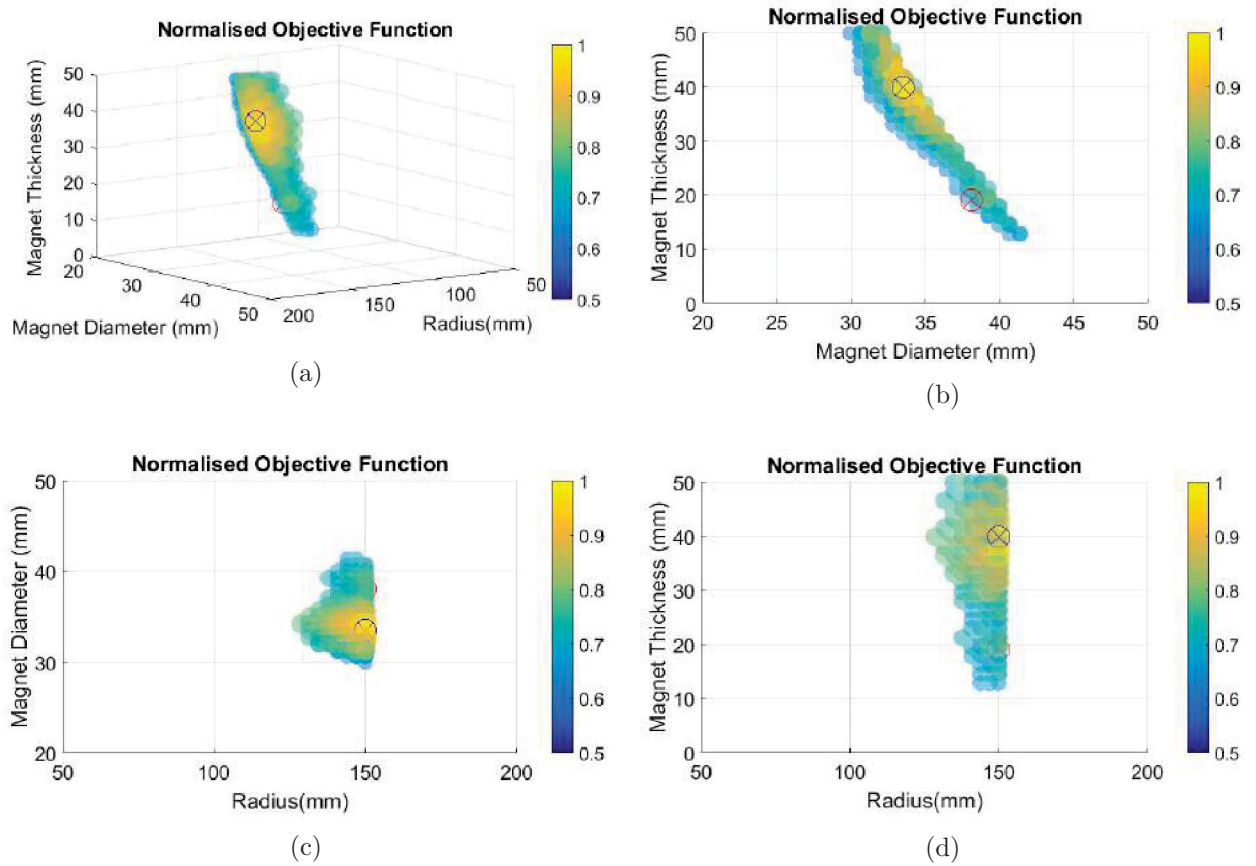 Normalised Objective Function
1
0.9
0.8
0.7
0.6
0.5
50
40
30
20
10
0
Magnet Thickness (mm)
20
30
40
50
Magnet Diameter (mm)
200
150
100
50
Radius(mm)
(a)
Normalised Objective Function
50
40
30
20
10
0
Magnet Thickness (mm)
20 25 30 35 40 45 50
Magnet Diameter (mm)
1
0.9
0.8
0.7
0.6
0.5
(b)
Normalised Objective Function
50
40
30
20
Magnet Diameter (mm)
50 100 150 200
Radius(mm)
1
0.9
0.8
0.7
0.6
0.5
(c)
Normalised Objective Function
50
40
30
20
10
0
Magnet Thickness (mm)
50 100 150 200
Radius(mm)
1
0.9
0.8
0.7
0.6
0.5
(d)